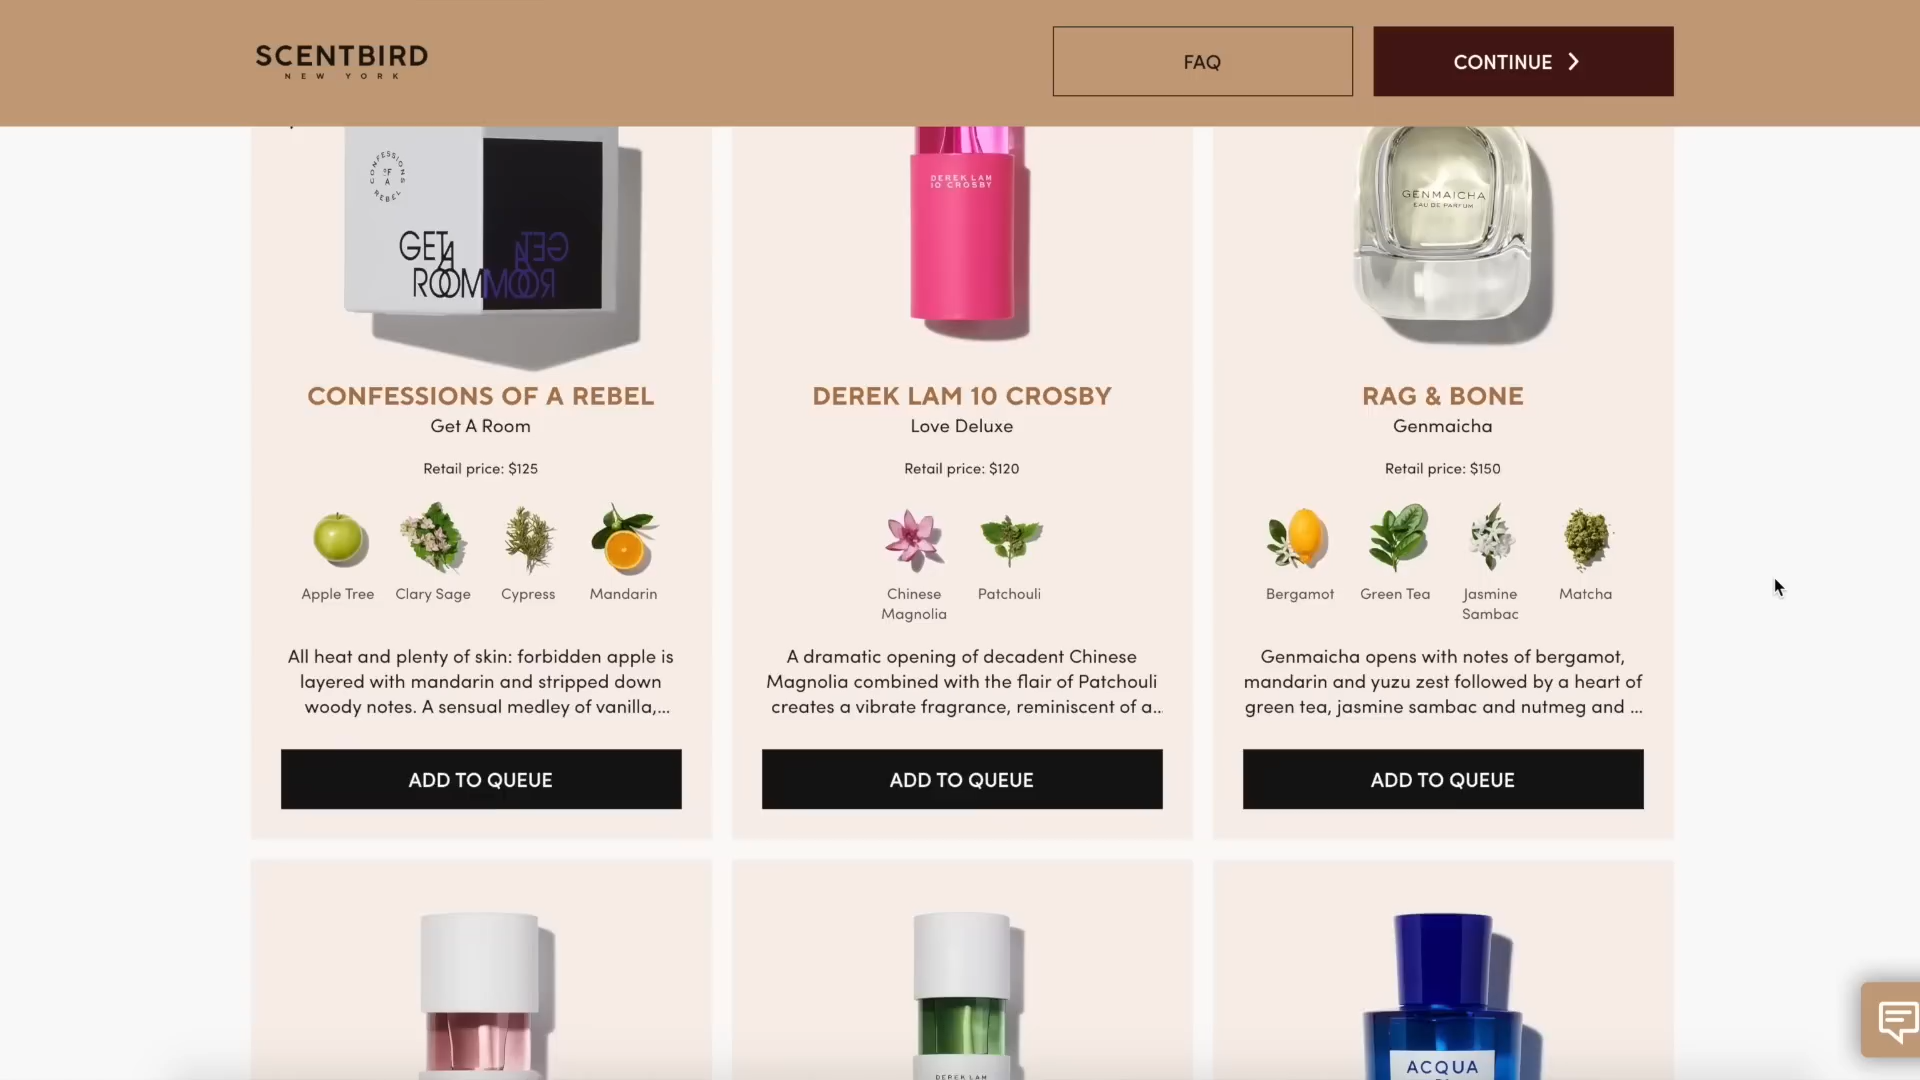 SCENTBIRD
NEW YORK
FAQ
CONTINUE
CONFESSIONS OF A REBEL
GET A
ROOM
DEREK LAM
10 CROSBY
GENMAICHA
EAU DE PARFUM
CONFESSIONS OF A REBEL
Get A Room
Retail price: $125
Apple Tree
Clary Sage
Cypress
Mandarin
All heat and plenty of skin: forbidden apple is
layered with mandarin and stripped down
woody notes. A sensual medley of vanilla,...
ADD TO QUEUE
DEREK LAM 10 CROSBY
Love Deluxe
Retail price: $120
Chinese
Magnolia
Patchouli
A dramatic opening of decadent Chinese
Magnolia combined with the flair of Patchouli
creates a vibrate fragrance, reminiscent of a..
ADD TO QUEUE
RAG & BONE
Genmaicha
Retail price: $150
Bergamot
Green Tea
Jasmine
Sambac
Matcha
Genmaicha opens with notes of bergamot,
mandarin and yuzu zest followed by a heart of
green tea, jasmine sambac and nutmeg and ...
ADD TO QUEUE
DEREK LAM
ACQUA